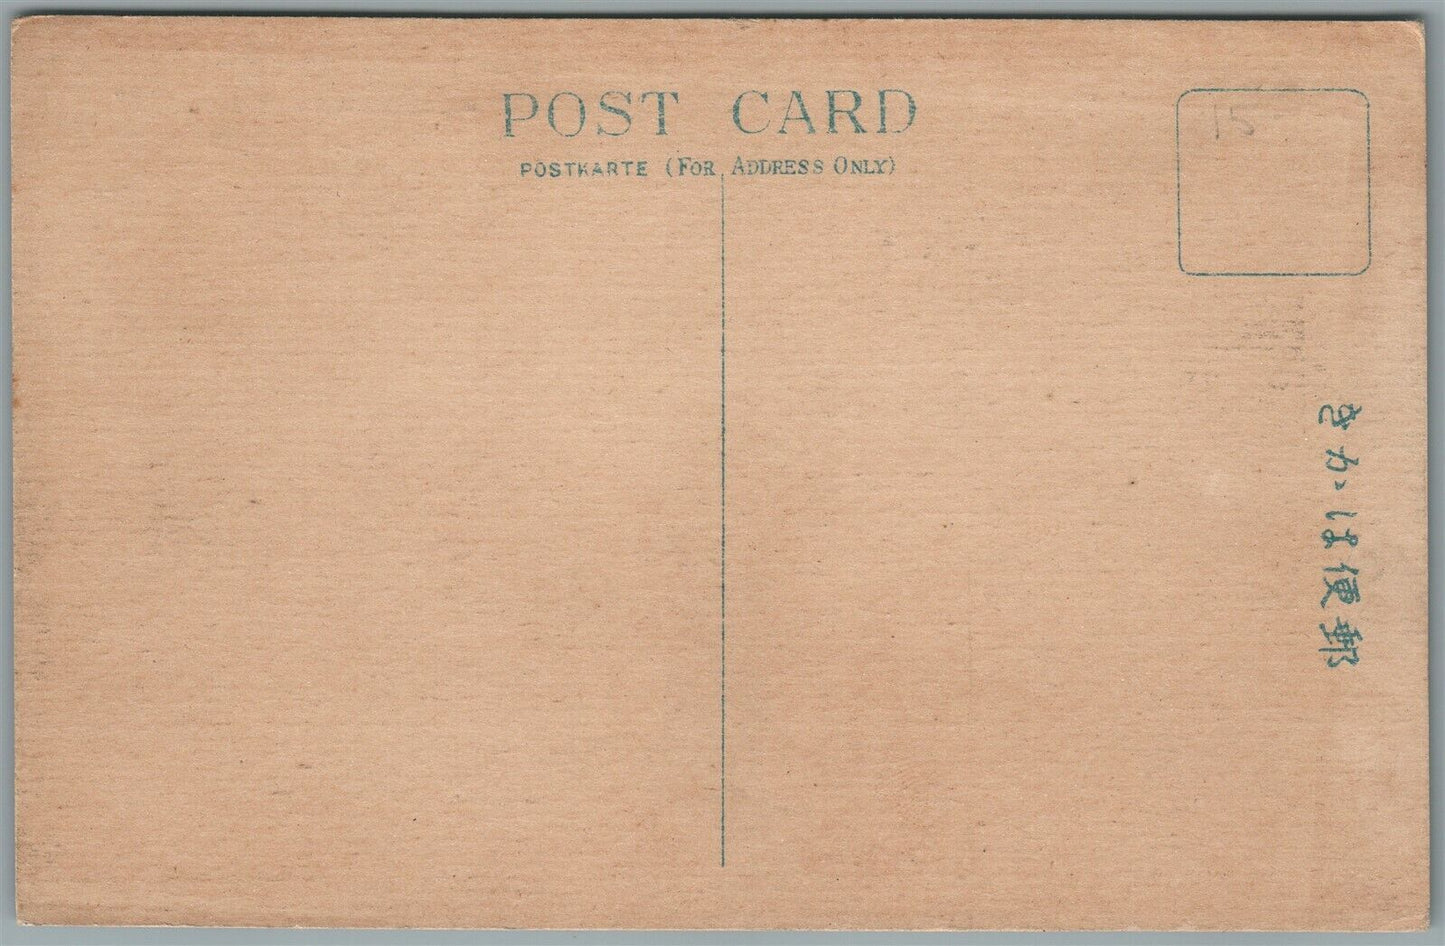 POST CARD
POSTKARTE (FOR ADDRESS ONLY)
15
郵便はかき